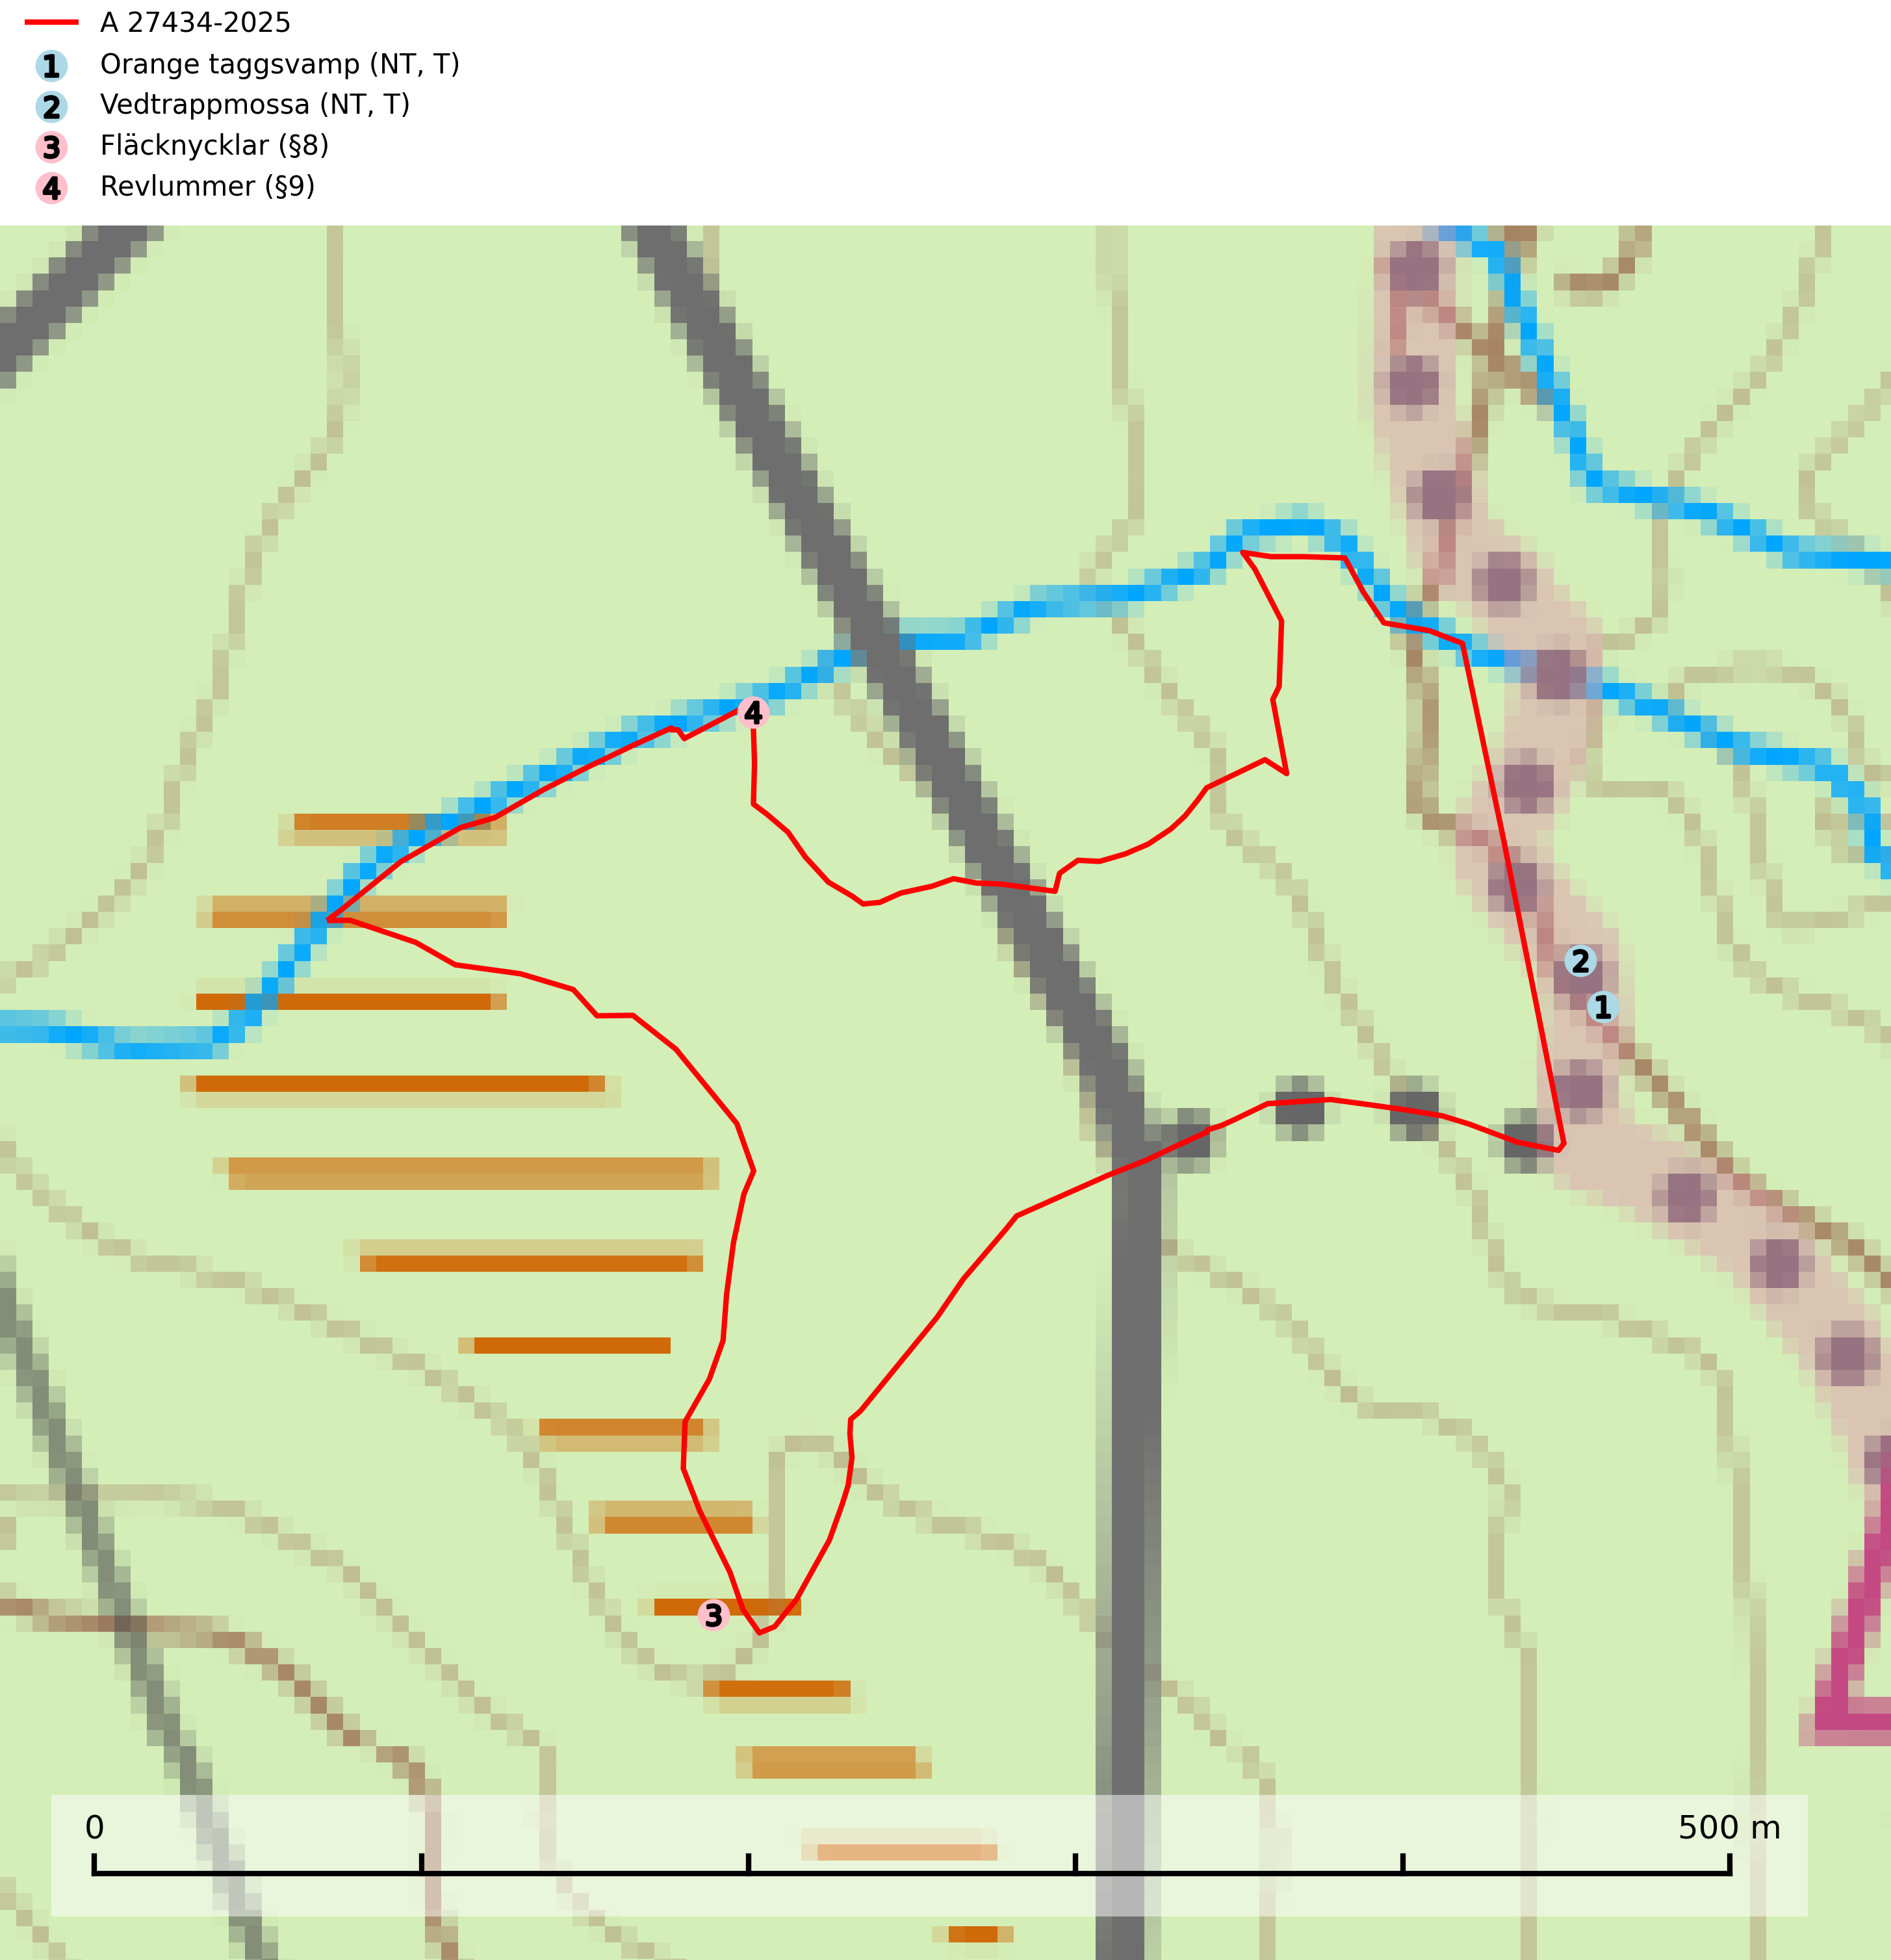 A 27434-2025
1 Orange taggsvamp (NT, T)
2 Vedtrappmossa (NT, T)
3 Fläcknycklar (§8)
4 Revlummer (§9)
4
2
1
3
0 500 m